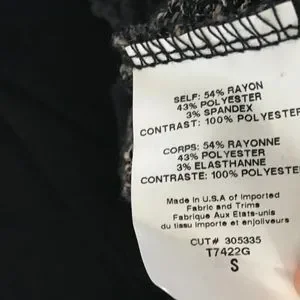 SELF: 54% RAYON
43% POLYESTER
3% SPANDEX
CONTRAST: 100% POLYESTER
CORPS: 54% RAYONNE
43% POLYESTER
3% ELASTHANNE
CONTRASTE: 100% POLYESTER
Made in U.S.A of Imported
Fabric and Trims
Fabrique Aux Etats-unis
du tissu importe et enjoliveurs
CUT# 305335
T7422G
S